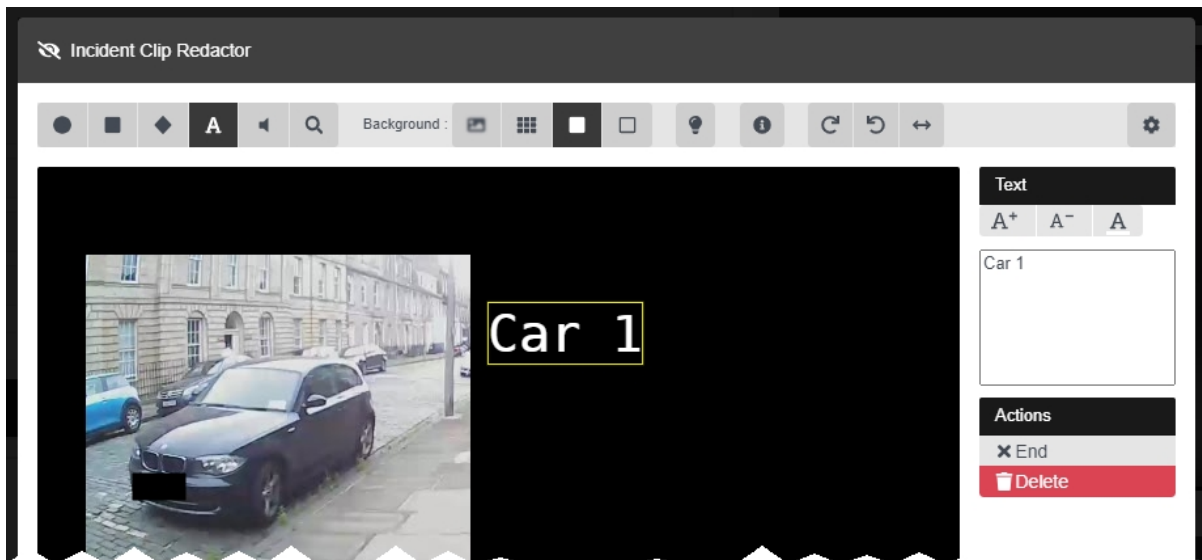 Incident Clip Redactor
A
Background :
Text
A+ A− A
Car 1
Car 1
Actions
End
Delete